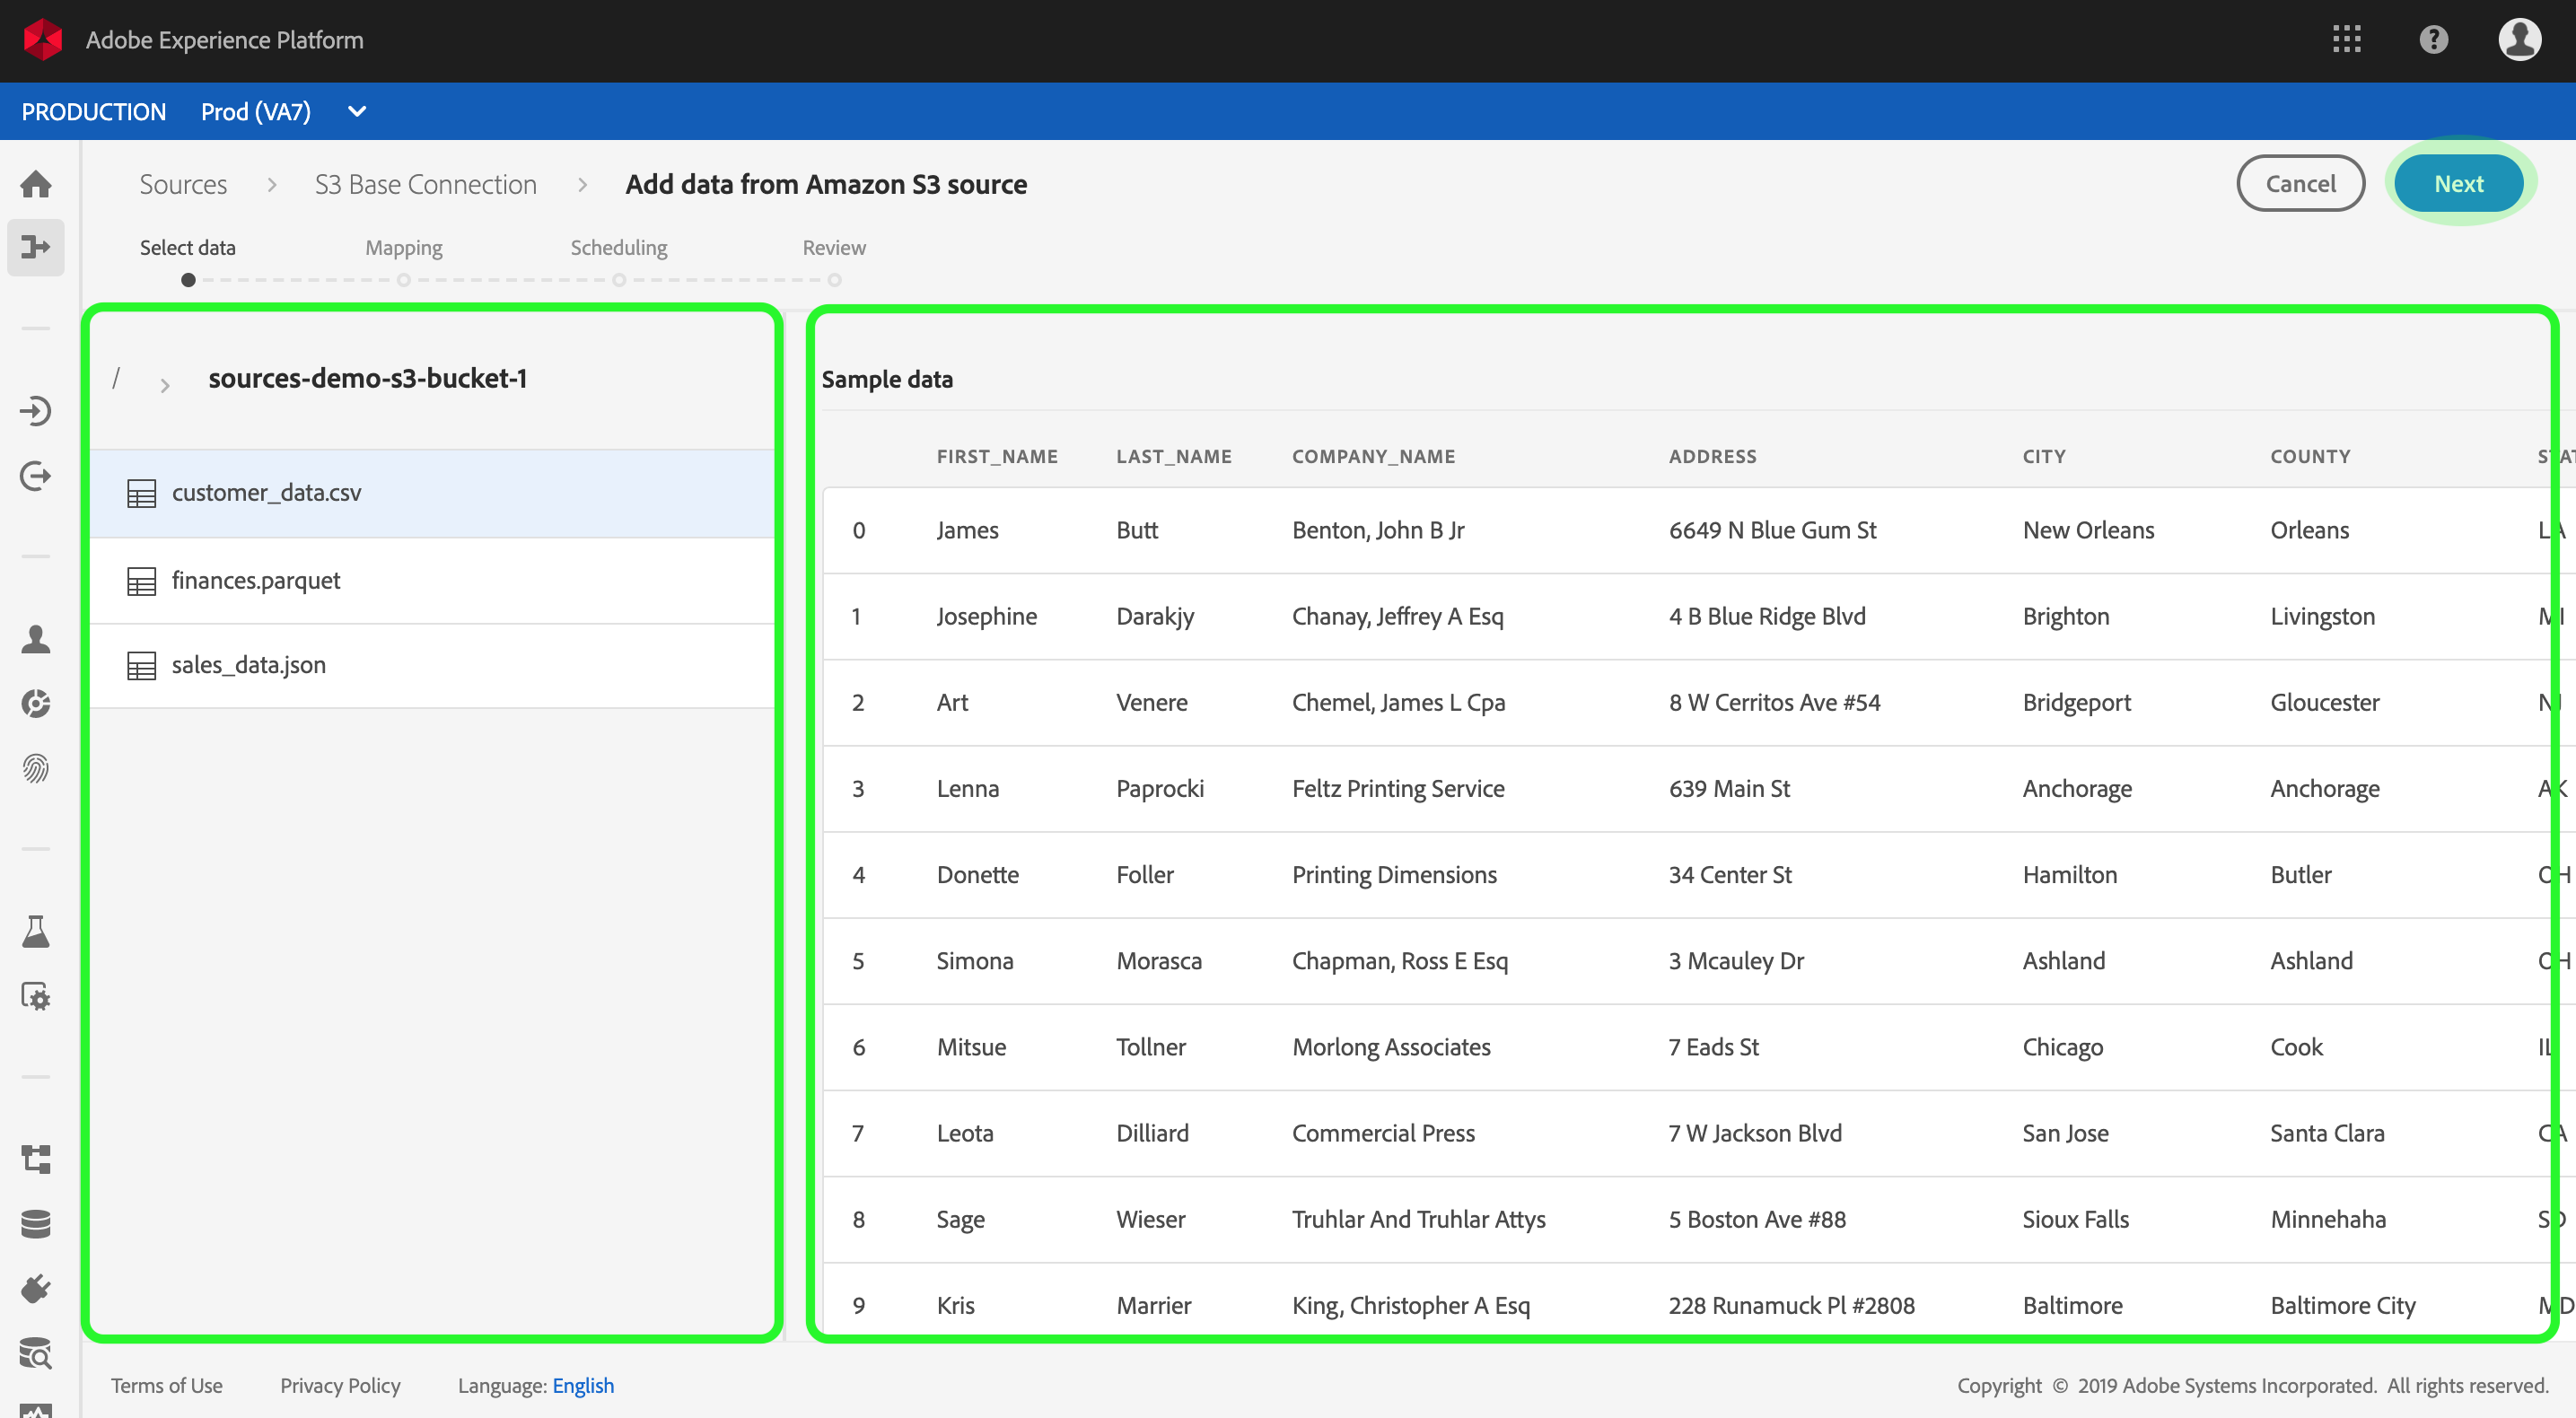 Adobe Experience Platform
PRODUCTION Prod (VA7)
Sources > S3 Base Connection > Add data from Amazon S3 source
Cancel Next
Select data Mapping Scheduling Review
/ > sources-demo-s3-bucket-1
customer_data.csv
finances.parquet
sales_data.json
Sample data
FIRST_NAME LAST_NAME COMPANY_NAME ADDRESS CITY COUNTY
0 James Butt Benton, John B Jr 6649 N Blue Gum St New Orleans Orleans LA
1 Josephine Darakjy Chanay, Jeffrey A Esq 4 B Blue Ridge Blvd Brighton Livingston MI
2 Art Venere Chemel, James L Cpa 8 W Cerritos Ave #54 Bridgeport Gloucester NJ
3 Lenna Paprocki Feltz Printing Service 639 Main St Anchorage Anchorage AK
4 Donette Foller Printing Dimensions 34 Center St Hamilton Butler OH
5 Simona Morasca Chapman, Ross E Esq 3 Mcauley Dr Ashland Ashland OH
6 Mitsue Tollner Morlong Associates 7 Eads St Chicago Cook IL
7 Leota Dilliard Commercial Press 7 W Jackson Blvd San Jose Santa Clara CA
8 Sage Wieser Truhlar And Truhlar Attys 5 Boston Ave #88 Sioux Falls Minnehaha SD
9 Kris Marrier King, Christopher A Esq 228 Runamuck Pl #2808 Baltimore Baltimore City MD
Terms of Use Privacy Policy Language: English Copyright © 2019 Adobe Systems Incorporated. All rights reserved.